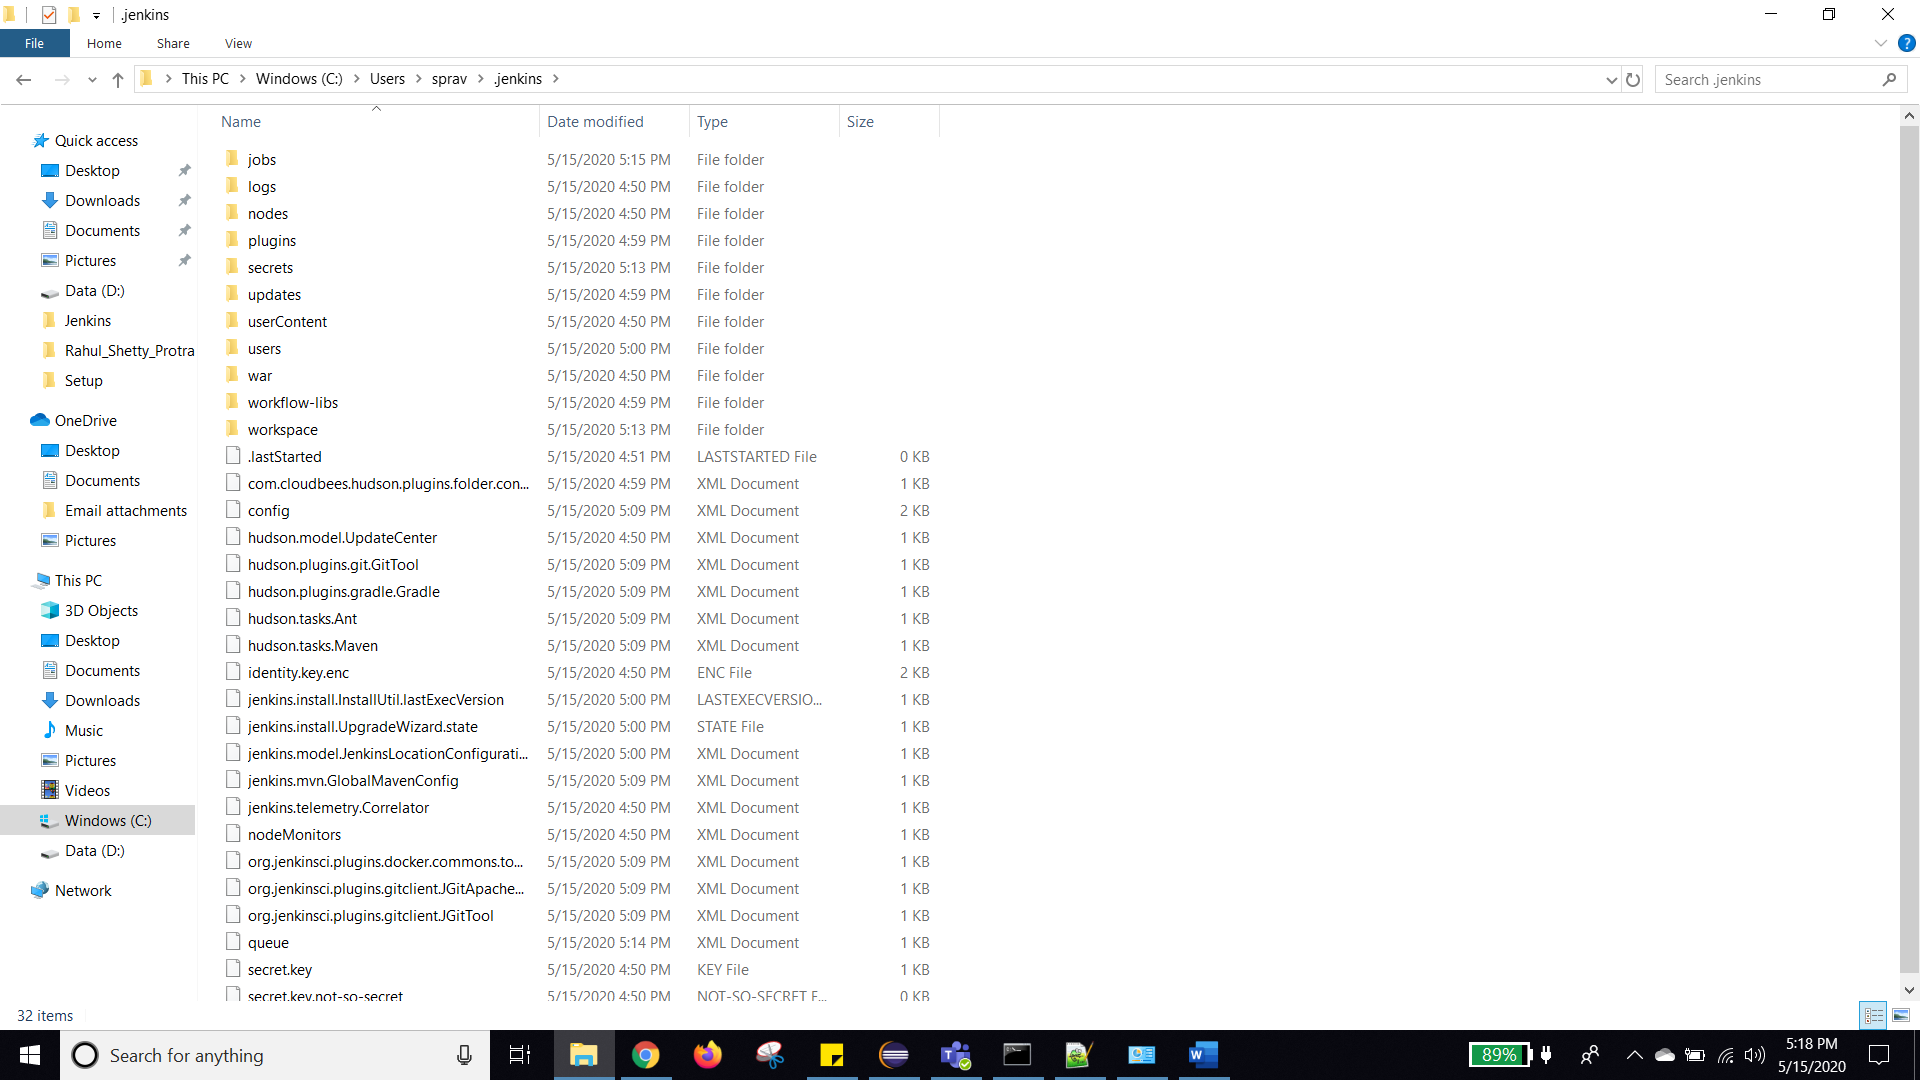 .jenkins
File Home Share View
This PC Windows (C:) Users sprav .jenkins
Search .jenkins
Name Date modified Type Size
Quick access
Desktop
Downloads
Documents
Pictures
Data (D:)
Jenkins
Rahul_Shetty_Protra
Setup
OneDrive
Desktop
Documents
Email attachments
Pictures
This PC
3D Objects
Desktop
Documents
Downloads
Music
Pictures
Videos
Windows (C:)
Data (D:)
Network
jobs 5/15/2020 5:15 PM File folder
logs 5/15/2020 4:50 PM File folder
nodes 5/15/2020 4:50 PM File folder
plugins 5/15/2020 4:59 PM File folder
secrets 5/15/2020 5:13 PM File folder
updates 5/15/2020 4:59 PM File folder
userContent 5/15/2020 4:50 PM File folder
users 5/15/2020 5:00 PM File folder
war 5/15/2020 4:50 PM File folder
workflow-libs 5/15/2020 4:59 PM File folder
workspace 5/15/2020 5:13 PM File folder
.lastStarted 5/15/2020 4:51 PM LASTSTARTED File 0 KB
com.cloudbees.hudson.plugins.folder.con... 5/15/2020 4:59 PM XML Document 1 KB
config 5/15/2020 5:09 PM XML Document 2 KB
hudson.model.UpdateCenter 5/15/2020 4:50 PM XML Document 1 KB
hudson.plugins.git.GitTool 5/15/2020 5:09 PM XML Document 1 KB
hudson.plugins.gradle.Gradle 5/15/2020 5:09 PM XML Document 1 KB
hudson.tasks.Ant 5/15/2020 5:09 PM XML Document 1 KB
hudson.tasks.Maven 5/15/2020 5:09 PM XML Document 1 KB
identity.key.enc 5/15/2020 4:50 PM ENC File 2 KB
jenkins.install.InstallUtil.lastExecVersion 5/15/2020 5:00 PM LASTEXECVERSIO... 1 KB
jenkins.install.UpgradeWizard.state 5/15/2020 5:00 PM STATE File 1 KB
jenkins.model.JenkinsLocationConfigurati... 5/15/2020 5:00 PM XML Document 1 KB
jenkins.mvn.GlobalMavenConfig 5/15/2020 5:09 PM XML Document 1 KB
jenkins.telemetry.Correlator 5/15/2020 4:50 PM XML Document 1 KB
nodeMonitors 5/15/2020 4:50 PM XML Document 1 KB
org.jenkinsci.plugins.docker.commons.to... 5/15/2020 5:09 PM XML Document 1 KB
org.jenkinsci.plugins.gitclient.JGitApache... 5/15/2020 5:09 PM XML Document 1 KB
org.jenkinsci.plugins.gitclient.JGitTool 5/15/2020 5:09 PM XML Document 1 KB
queue 5/15/2020 5:14 PM XML Document 1 KB
secret.key 5/15/2020 4:50 PM KEY File 1 KB
secret.key.not-so-secret 5/15/2020 4:50 PM NOT-SO-SECRET F... 0 KB
32 items
Search for anything
89%
5:18 PM
5/15/2020